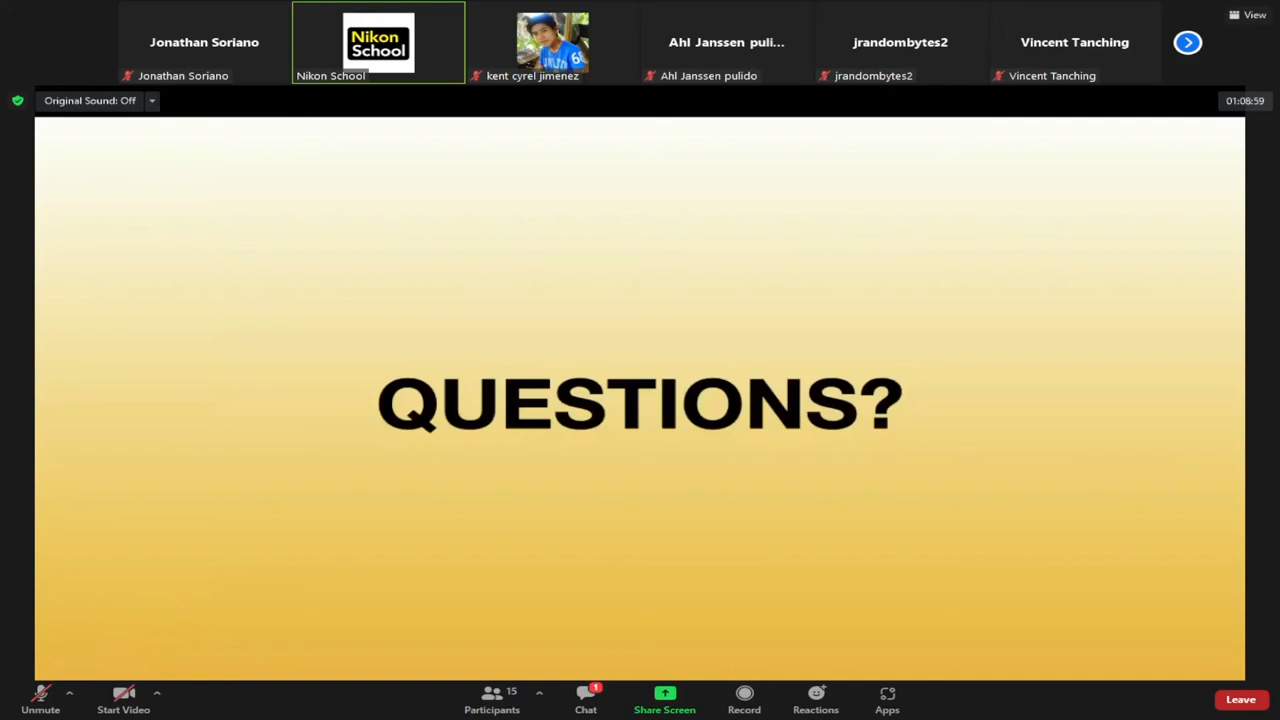 View
Jonathan Soriano
Nikon
School
Ahl Janssen puli...
jrandombytes2
Vincent Tanching
Jonathan Soriano
Nikon School
kent cyrel jimenez
Ahl Janssen pulido
jrandombytes2
Vincent Tanching
Original Sound: Off
01:08:59
QUESTIONS?
15
1
Unmute
Start Video
Participants
Chat
Share Screen
Record
Reactions
Apps
Leave